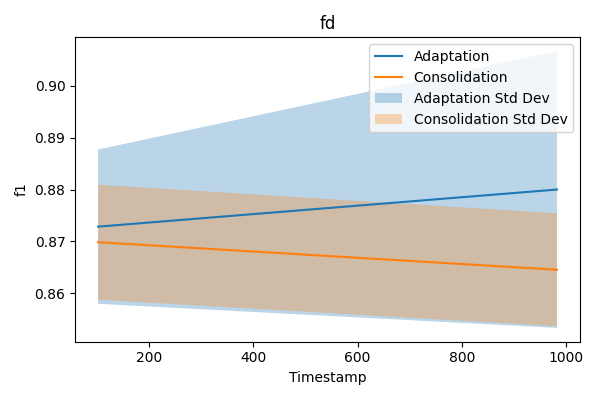 fd
Adaptation
Consolidation
Adaptation Std Dev
Consolidation Std Dev
f1
0.90
0.89
0.88
0.87
0.86
200
400
600
800
1000
Timestamp